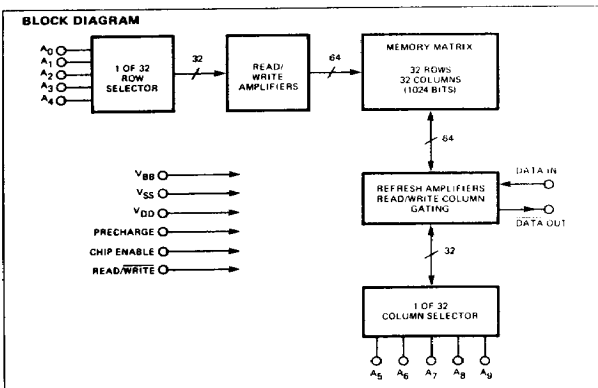 BLOCK DIAGRAM
A0
A1
A2
A3
A4
1 OF 32
ROW
SELECTOR
32
READ/
WRITE
AMPLIFIERS
64
MEMORY MATRIX
32 ROWS
32 COLUMNS
(1024 BITS)
64
VBB
VSS
VDD
PRECHARGE
CHIP ENABLE
READ/W̅R̅I̅T̅E̅
REFRESH AMPLIFIERS
READ/WRITE COLUMN
GATING
DATA IN
D̅A̅T̅A̅ OUT
32
1 OF 32
COLUMN SELECTOR
A5 A6 A7 A8 A9